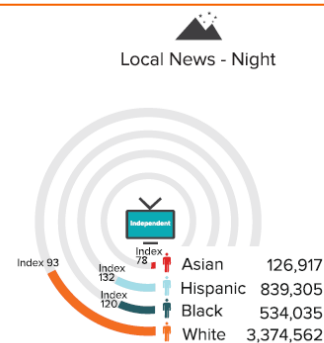 Local News - Night
Independent
Index 78
Asian 126,917
Index 93
Index 132
Hispanic 839,305
Index 120
Black 534,035
White 3,374,562